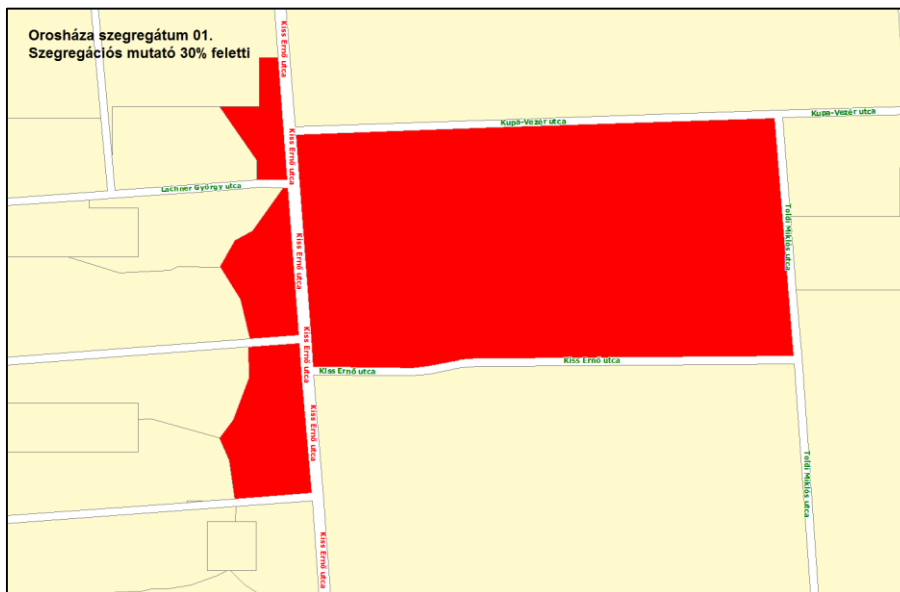 Orosháza szegregátum 01.
Szegregációs mutató 30% feletti
Kiss Ernő utca
Kupa-Vezér utca
Kupa-Vezér utca
Kiss Ernő utca
Lachner György utca
Toldi Miklós utca
Kiss Ernő utca
Kiss Ernő utca
Kiss Ernő utca
Kiss Ernő utca
Kiss Ernő utca
Toldi Miklós utca
Kiss Ernő utca